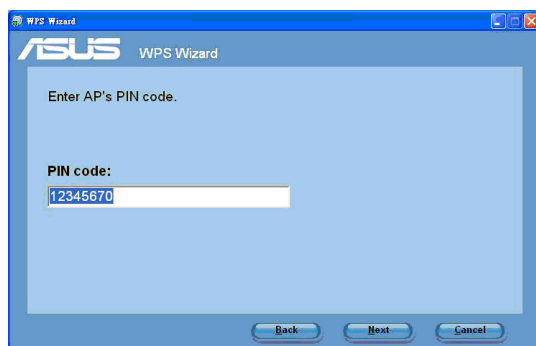 WPS Wizard
ASUS WPS Wizard
Enter AP's PIN code.
PIN code:
12345670
Back Next Cancel